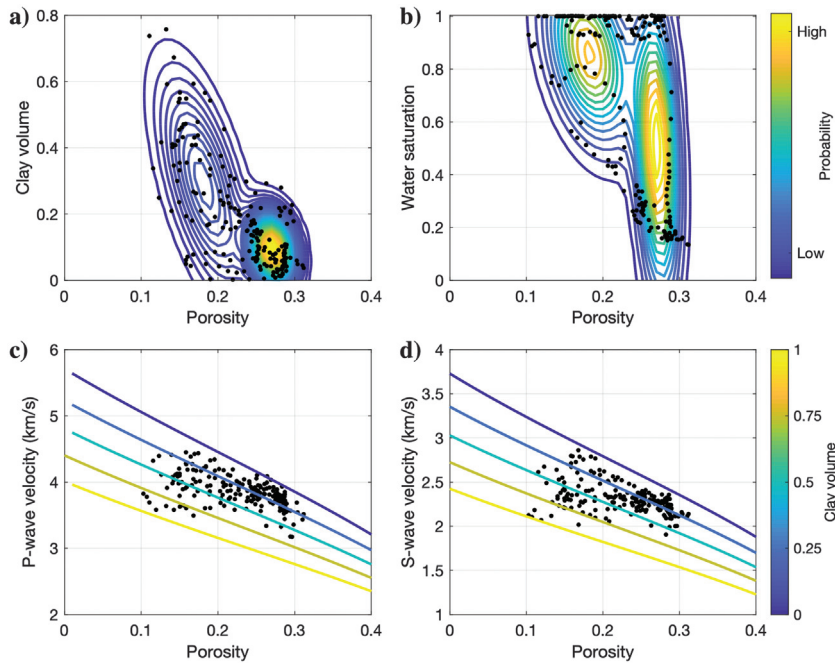 a)
0.8
0.6
0.4
0.2
0
Clay volume
0 0.1 0.2 0.3 0.4
Porosity
b)
1
0.8
0.6
0.4
0.2
0
Water saturation
0 0.1 0.2 0.3 0.4
Porosity
High
Low
Probability
c)
6
5
4
3
2
P-wave velocity (km/s)
0 0.1 0.2 0.3 0.4
Porosity
d)
4
3.5
3
2.5
2
1.5
1
S-wave velocity (km/s)
0 0.1 0.2 0.3 0.4
Porosity
1
0.75
0.5
0.25
0
Clay volume